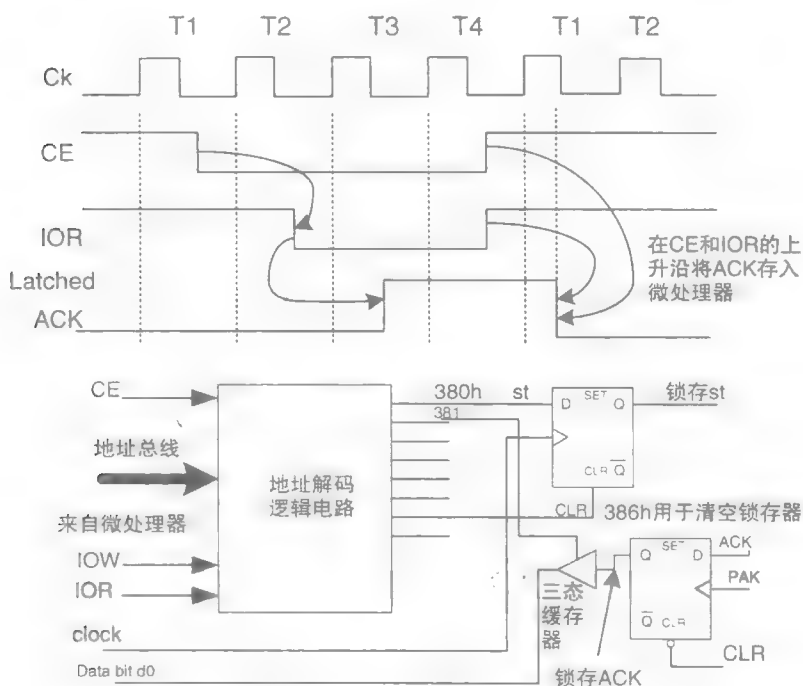 T1 T2 T3 T4 T1 T2
Ck
CE
IOR
Latched
ACK
在CE和IOR的上
升沿将ACK存入
微处理器
CE
地址总线
来自微处理器
IOW
IOR
clock
Data bit d0
地址解码
逻辑电路
380h st
381
D SET Q
CLR Q
锁存st
CLR
386h用于清空锁存器
三态
缓存
器
锁存ACK
Q SET D
Q CLR
ACK
PAK
CLR